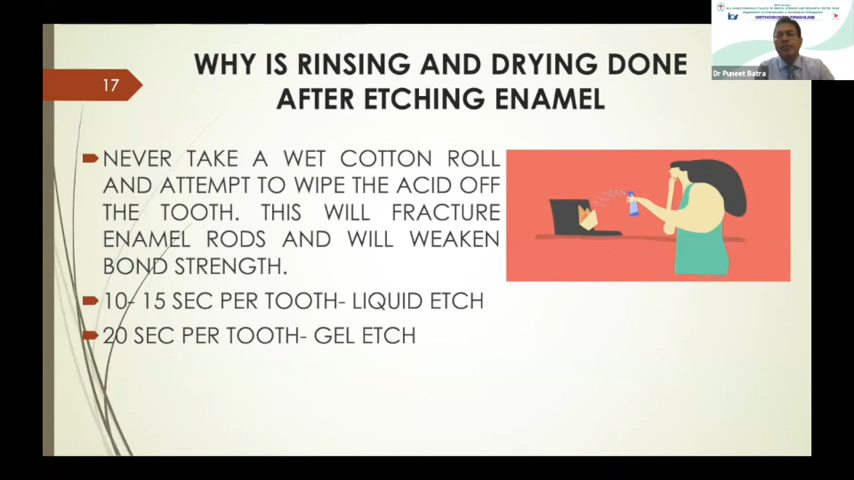 17
WHY IS RINSING AND DRYING DONE
AFTER ETCHING ENAMEL
NEVER TAKE A WET COTTON ROLL
AND ATTEMPT TO WIPE THE ACID OFF
THE TOOTH. THIS WILL FRACTURE
ENAMEL RODS AND WILL WEAKEN
BOND STRENGTH.
10- 15 SEC PER TOOTH- LIQUID ETCH
20 SEC PER TOOTH- GEL ETCH
Dr Puneet Batra